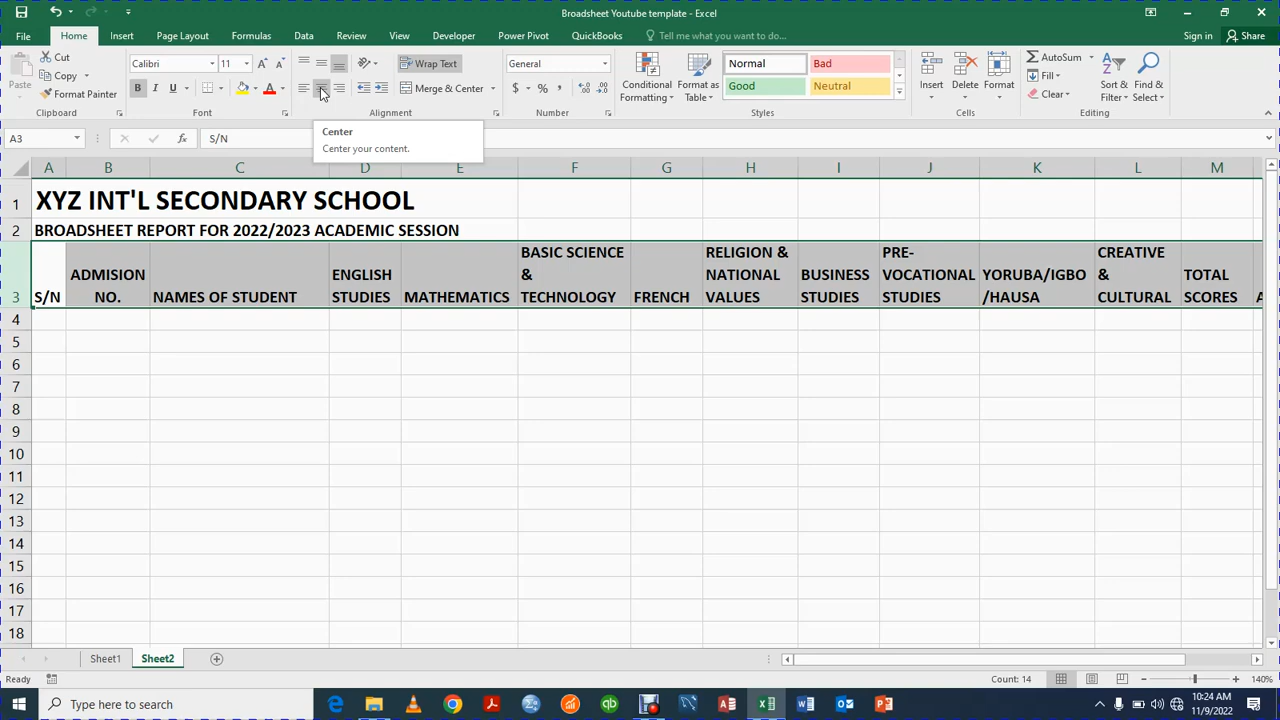 Broadsheet Youtube template - Excel
File Home Insert Page Layout Formulas Data Review View Developer Power Pivot QuickBooks Tell me what you want to do... Sign in Share
Paste
Cut
Copy
Format Painter
Clipboard
Calibri 11
B I U
Font
Wrap Text
Merge & Center
Alignment
General
$ % ,
Number
Conditional Formatting
Format as Table
Normal Bad
Good Neutral
Styles
Insert Delete Format
Cells
AutoSum
Fill
Clear
Sort & Filter
Find & Select
Editing
A3 fx S/N
Center
Center your content.
A B C D E F G H I J K L M
1 XYZ INT'L SECONDARY SCHOOL
2 BROADSHEET REPORT FOR 2022/2023 ACADEMIC SESSION
3 S/N
ADMISION
NO.
NAMES OF STUDENT
ENGLISH
STUDIES
MATHEMATICS
BASIC SCIENCE
&
TECHNOLOGY
FRENCH
RELIGION &
NATIONAL
VALUES
BUSINESS
STUDIES
PRE-
VOCATIONAL
STUDIES
YORUBA/IGBO
/HAUSA
CREATIVE
&
CULTURAL
TOTAL
SCORES
4
5
6
7
8
9
10
11
12
13
14
15
16
17
18
Sheet1 Sheet2
Ready Count: 14 140%
Type here to search
10:24 AM
11/9/2022